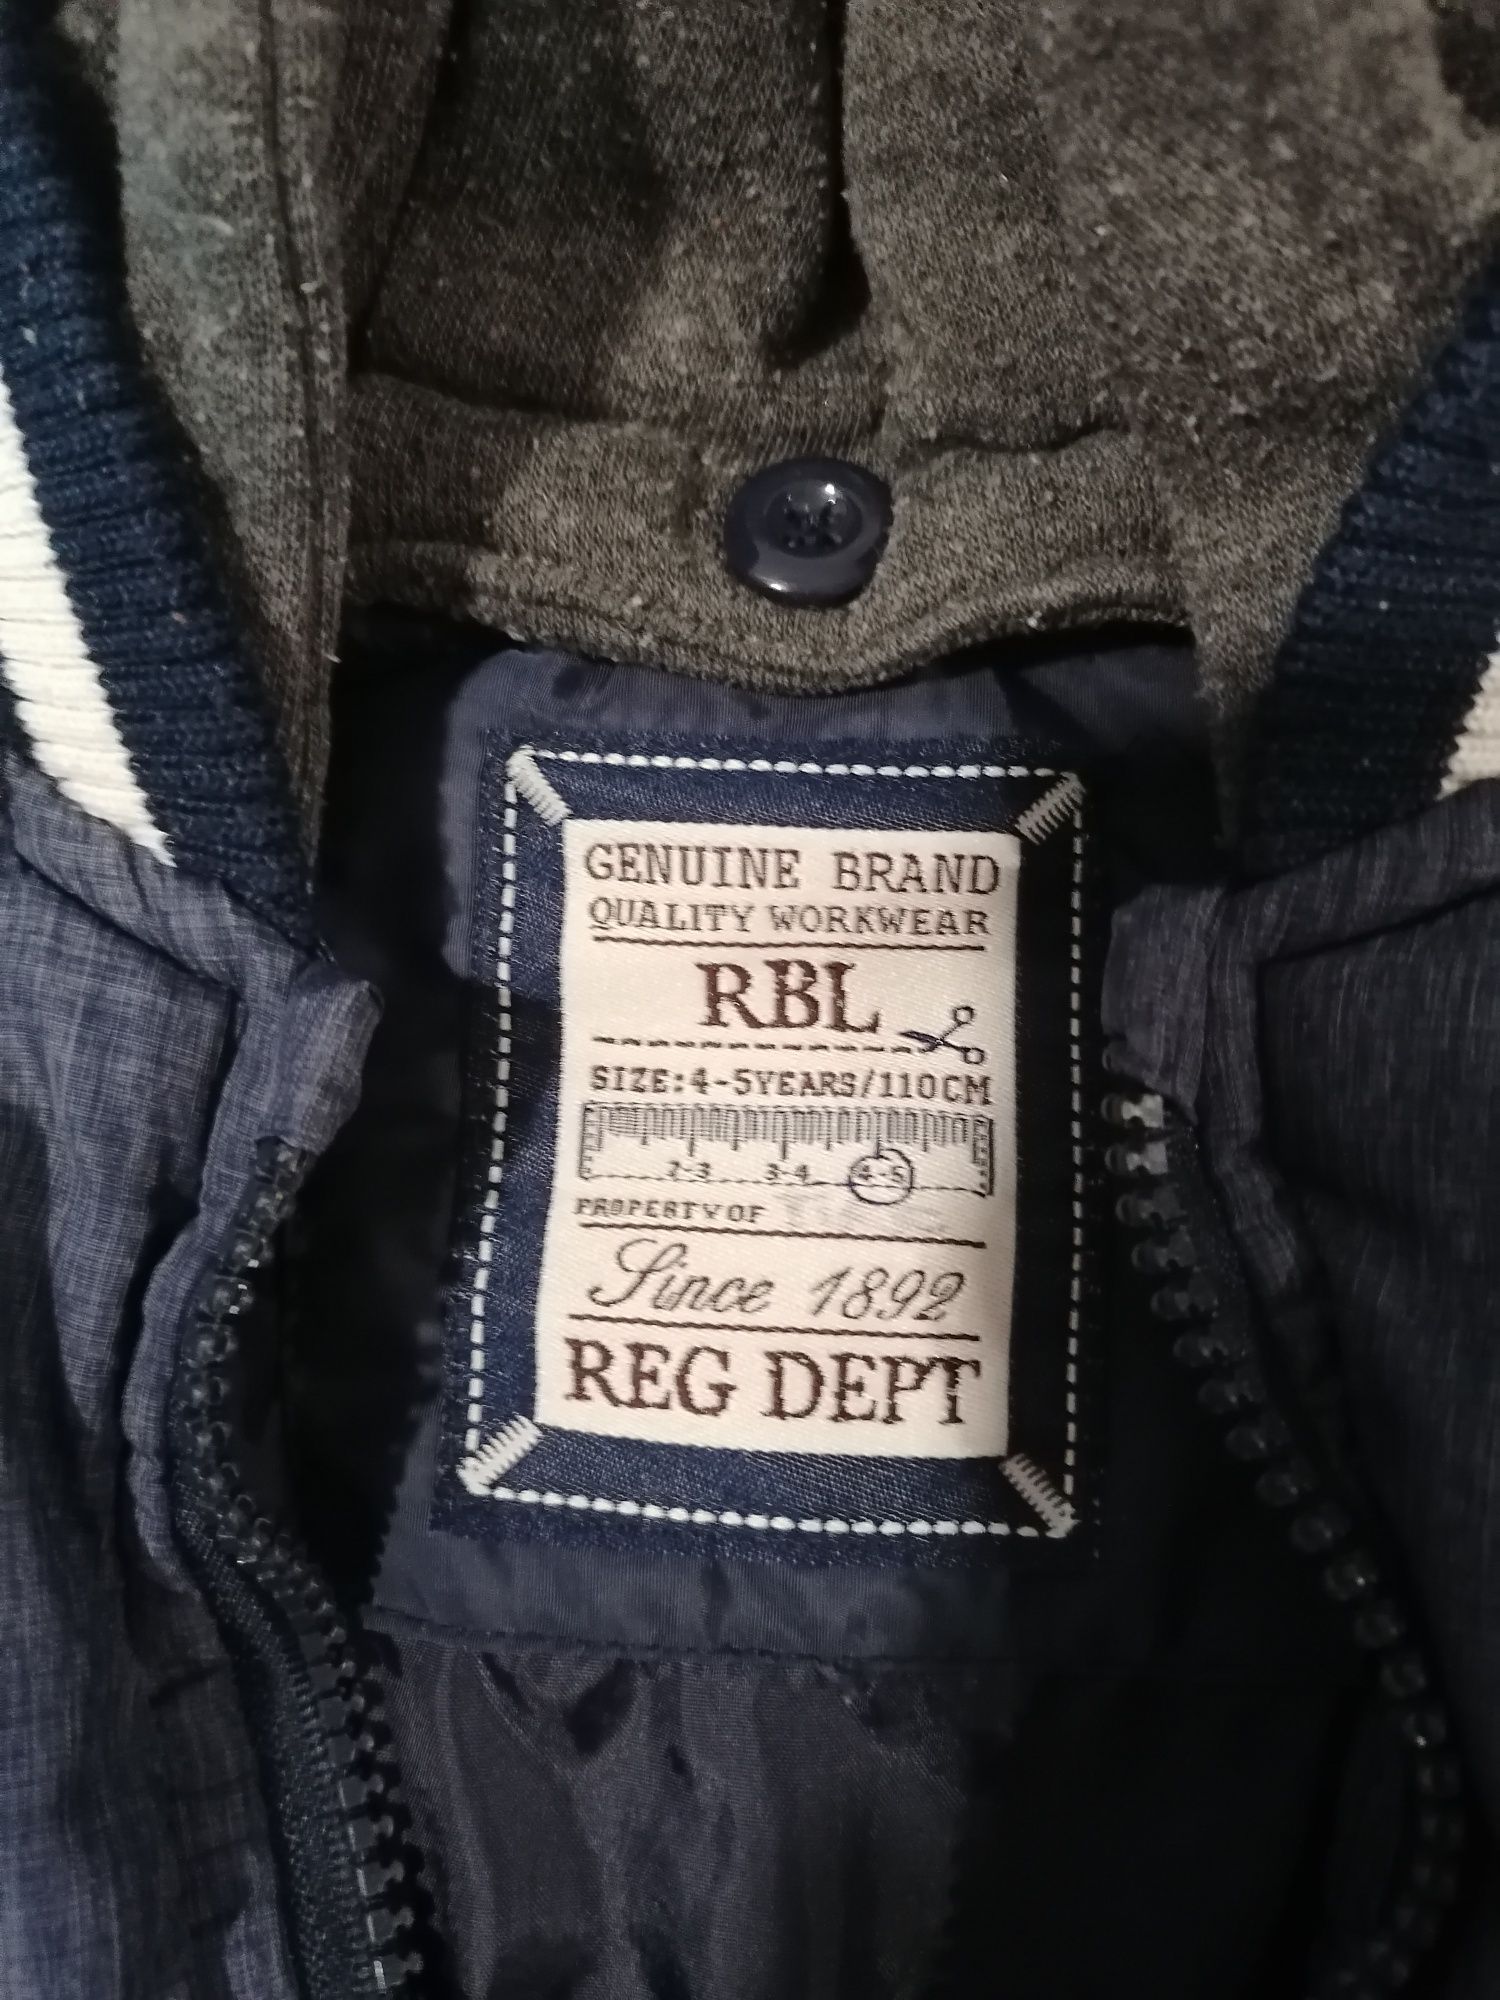 GENUINE BRAND
QUALITY WORKWEAR
RBL
SIZE:4-5YEARS/110CM
2-3 3-4 4-5
PROPERTY OF
Since 1892
REG DEPT